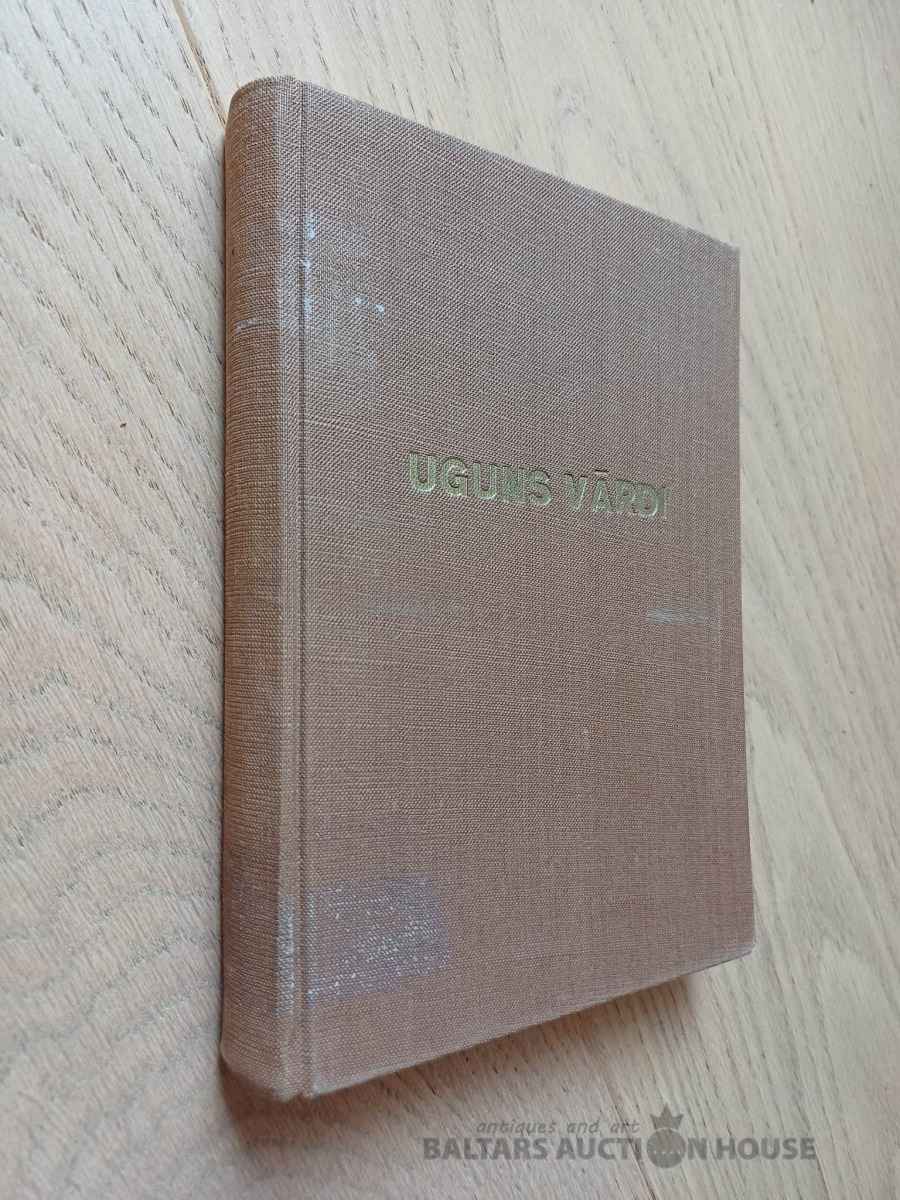 UGUNS VĀRDI
antiques and art
BALTARS AUCTION HOUSE